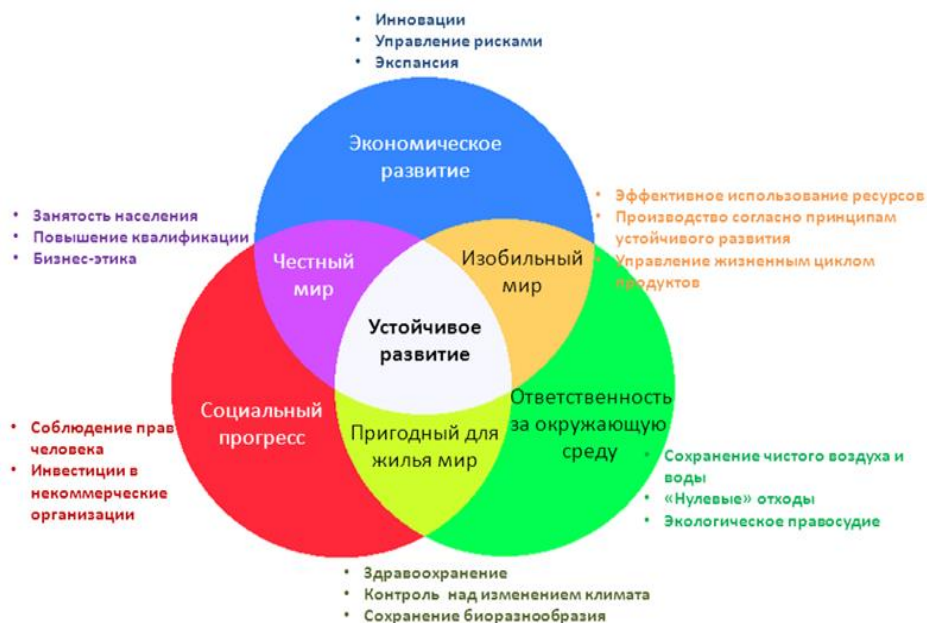 • Инновации
• Управление рисками
• Экспансия
Экономическое
развитие
• Занятость населения
• Повышение квалификации
• Бизнес-этика
Честный
мир
Изобильный
мир
• Эффективное использование ресурсов
• Производство согласно принципам
устойчивого развития
• Управление жизненным циклом
продуктов
Устойчивое
развитие
Социальный
прогресс
Пригодный для
жилья мир
Ответственность
за окружающую
среду
• Соблюдение прав
человека
• Инвестиции в
некоммерческие
организации
• Сохранение чистого воздуха и
воды
• «Нулевые» отходы
• Экологическое правосудие
• Здравоохранение
• Контроль над изменением климата
• Сохранение биоразнообразия